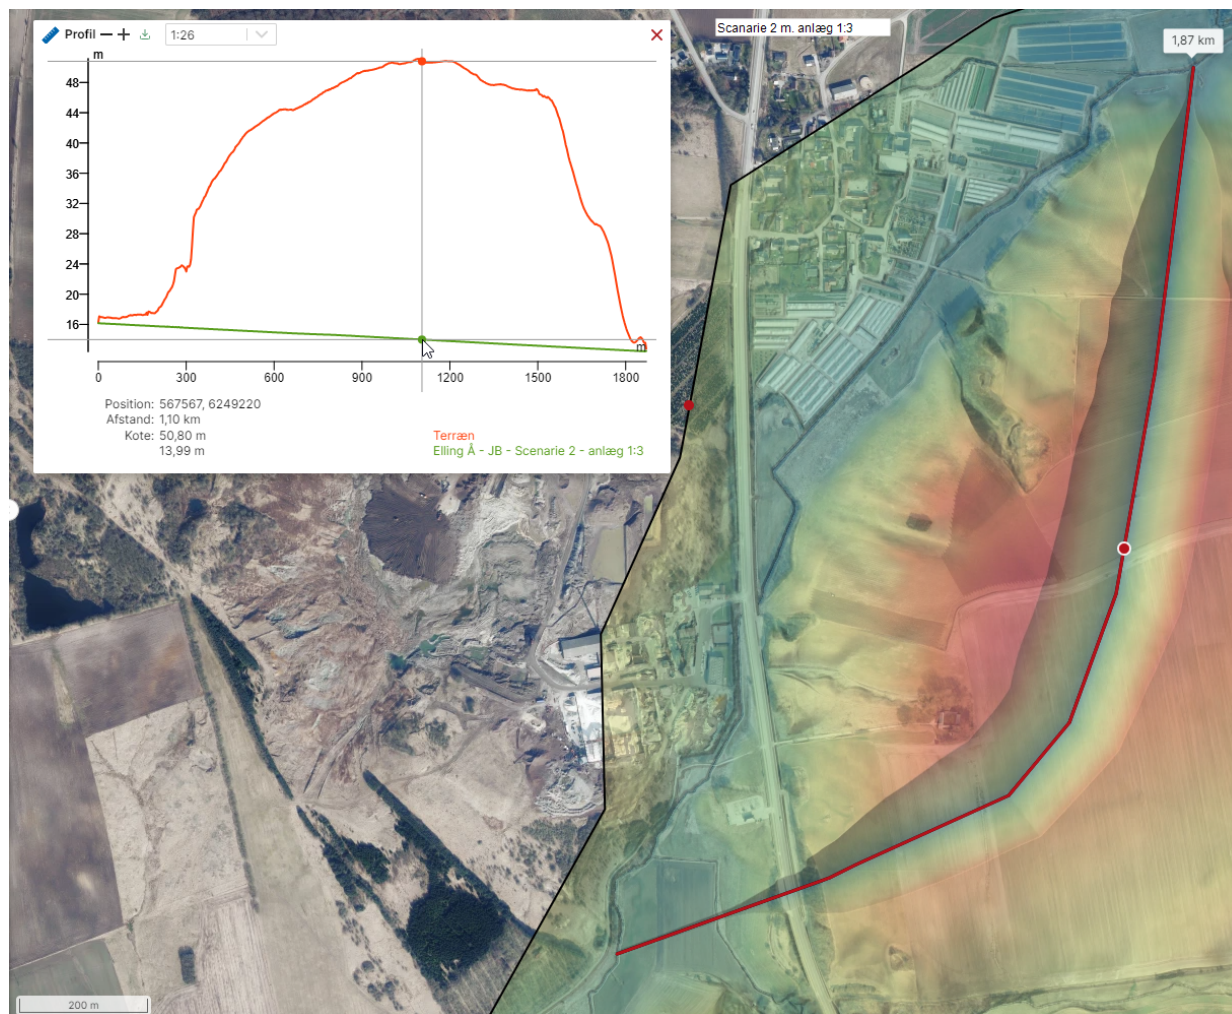 Profil
1:26
Scanarie 2 m. anlæg 1:3
1,87 km
m
48
44
40
36
32
28
24
20
16
m
0 300 600 900 1200 1500 1800
Position: 567567, 6249220
Afstand: 1,10 km
Kote: 50,80 m
13,99 m
Terræn
Elling Å - JB - Scenarie 2 - anlæg 1:3
200 m